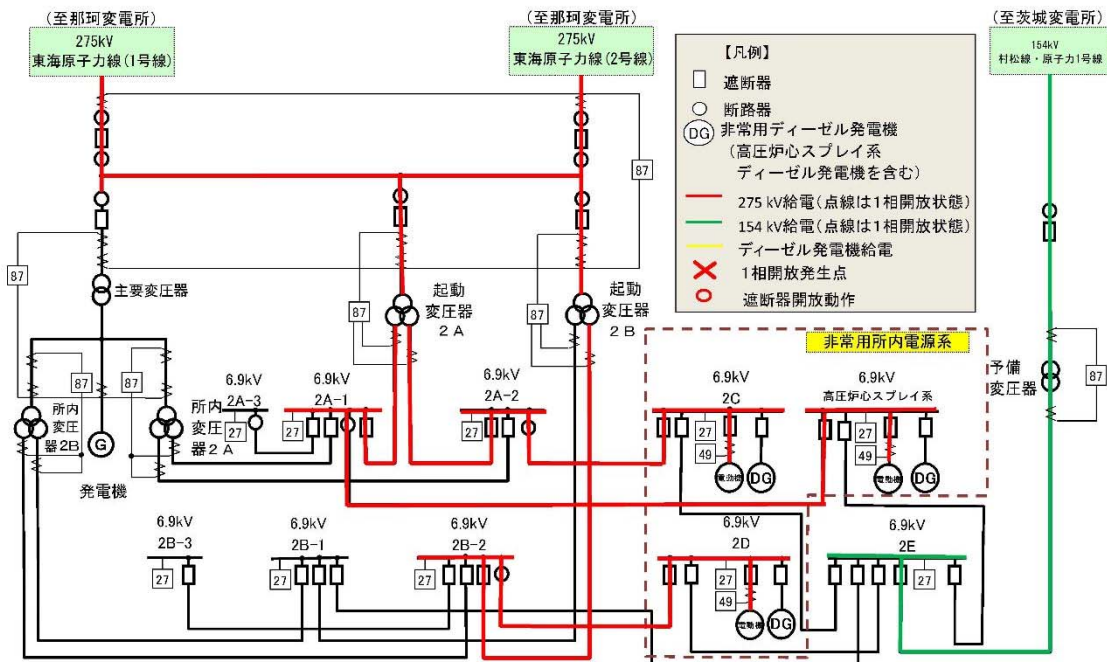 (至那珂変電所)
275kV
東海原子力線(1号線)
(至那珂変電所)
275kV
東海原子力線(2号線)
(至茨城変電所)
154kV
村松線・原子力1号線
【凡例】
遮断器
断路器
DG 非常用ディーゼル発電機
(高圧炉心スプレイ系
ディーゼル発電機を含む)
275 kV給電(点線は1相開放状態)
154 kV給電(点線は1相開放状態)
ディーゼル発電機給電
1相開放発生点
遮断器開放動作
87
87
主要変圧器
87
起動
変圧器
2A
87
起動
変圧器
2B
87
所内
変圧
器2B
G
発電機
87
所内
変圧
器2A
6.9kV
2A-3
27
6.9kV
2A-1
27
6.9kV
2A-2
27
非常用所内電源系
6.9kV
2C
27
49
電動機
DG
6.9kV
高圧炉心スプレイ系
27
49
電動機
DG
予備
変圧器
87
6.9kV
2B-3
27
6.9kV
2B-1
27
6.9kV
2B-2
27
6.9kV
2D
27
49
電動機
DG
6.9kV
2E
27